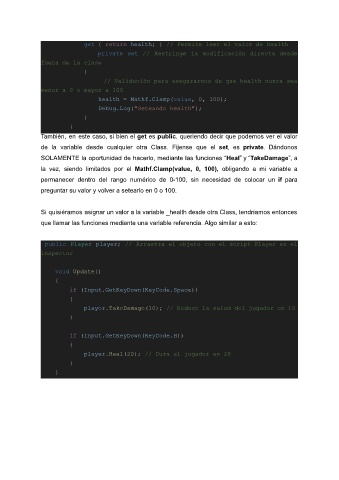 get { return health; } // Permite leer el valor de health
private set // Restringe la modificación directa desde
fuera de la clase
{
// Validación para asegurarnos de que health nunca sea
menor a 0 o mayor a 100
health = Mathf.Clamp(value, 0, 100);
Debug.Log("Seteando health");
}
}
También, en este caso, si bien el get es public, queriendo decir que podemos ver el valor
de la variable desde cualquier otra Class. Fijense que el set, es private. Dándonos
SOLAMENTE la oportunidad de hacerlo, mediante las funciones "Heal" y "TakeDamage", a
la vez, siendo limitados por el Mathf.Clamp(value, 0, 100), obligando a mi variable a
permanecer dentro del rango numérico de 0-100, sin necesidad de colocar un if para
preguntar su valor y volver a setearlo en 0 o 100.
Si quisiéramos asignar un valor a la variable _health desde otra Class, tendríamos entonces
que llamar las funciones mediante una variable referencia. Algo similar a esto:
public Player player; // Arrastra el objeto con el script Player en el
inspector
void Update()
{
if (Input.GetKeyDown(KeyCode.Space))
{
player.TakeDamage(10); // Reduce la salud del jugador en 10
}
if (Input.GetKeyDown(KeyCode.H))
{
player.Heal(20); // Cura al jugador en 20
}
}